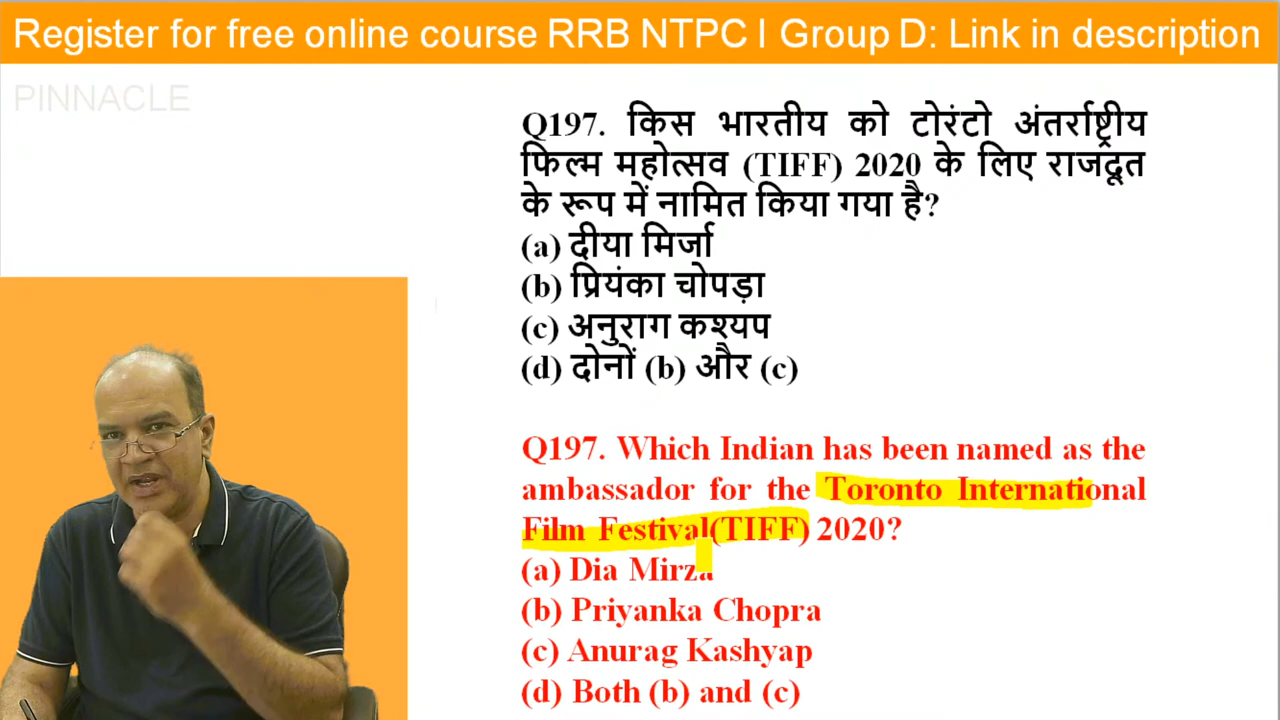 Register for free online course RRB NTPC I Group D: Link in description
PINNACLE
Q197. किस भारतीय को टोरंटो अंतर्राष्ट्रीय
फिल्म महोत्सव (TIFF) 2020 के लिए राजदूत
के रूप में नामित किया गया है?
(a) दीया मिर्जा
(b) प्रियंका चोपड़ा
(c) अनुराग कश्यप
(d) दोनों (b) और (c)
Q197. Which Indian has been named as the
ambassador for the Toronto International
Film Festival(TIFF) 2020?
(a) Dia Mirza
(b) Priyanka Chopra
(c) Anurag Kashyap
(d) Both (b) and (c)